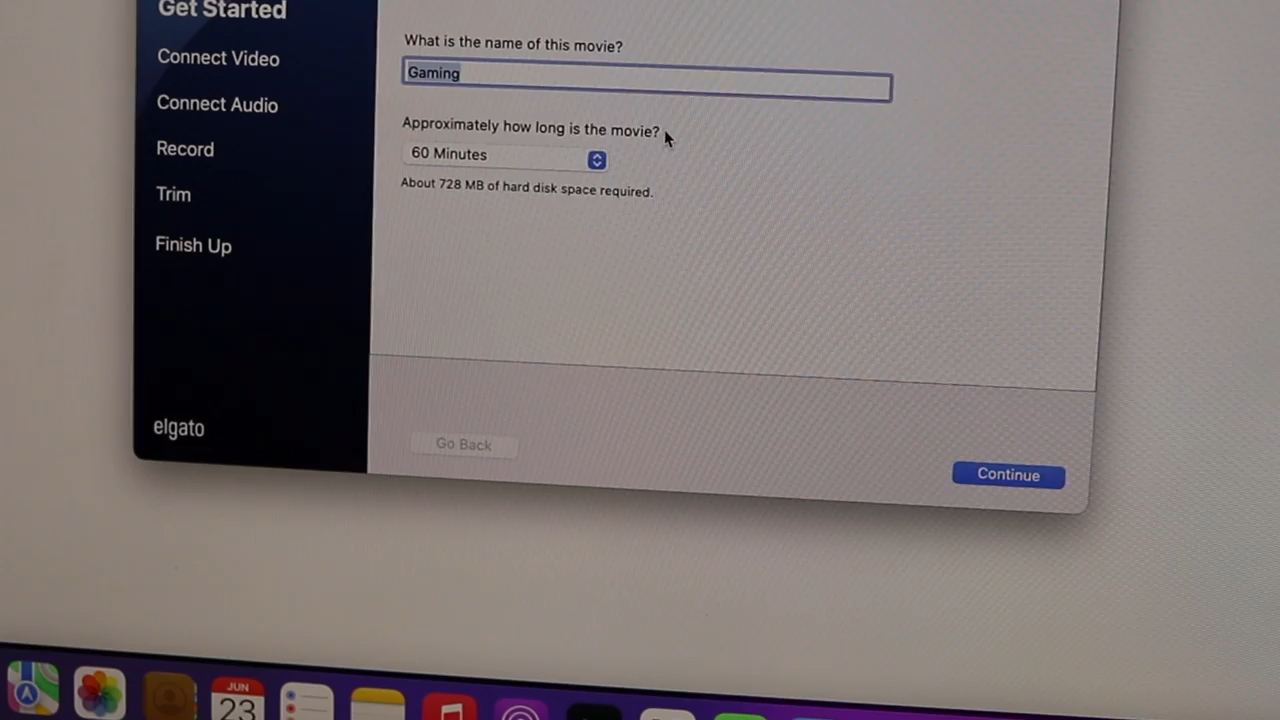 Get Started
Connect Video
Connect Audio
Record
Trim
Finish Up
elgato
What is the name of this movie?
Gaming
Approximately how long is the movie?
60 Minutes
About 728 MB of hard disk space required.
Go Back
Continue
JUN
23